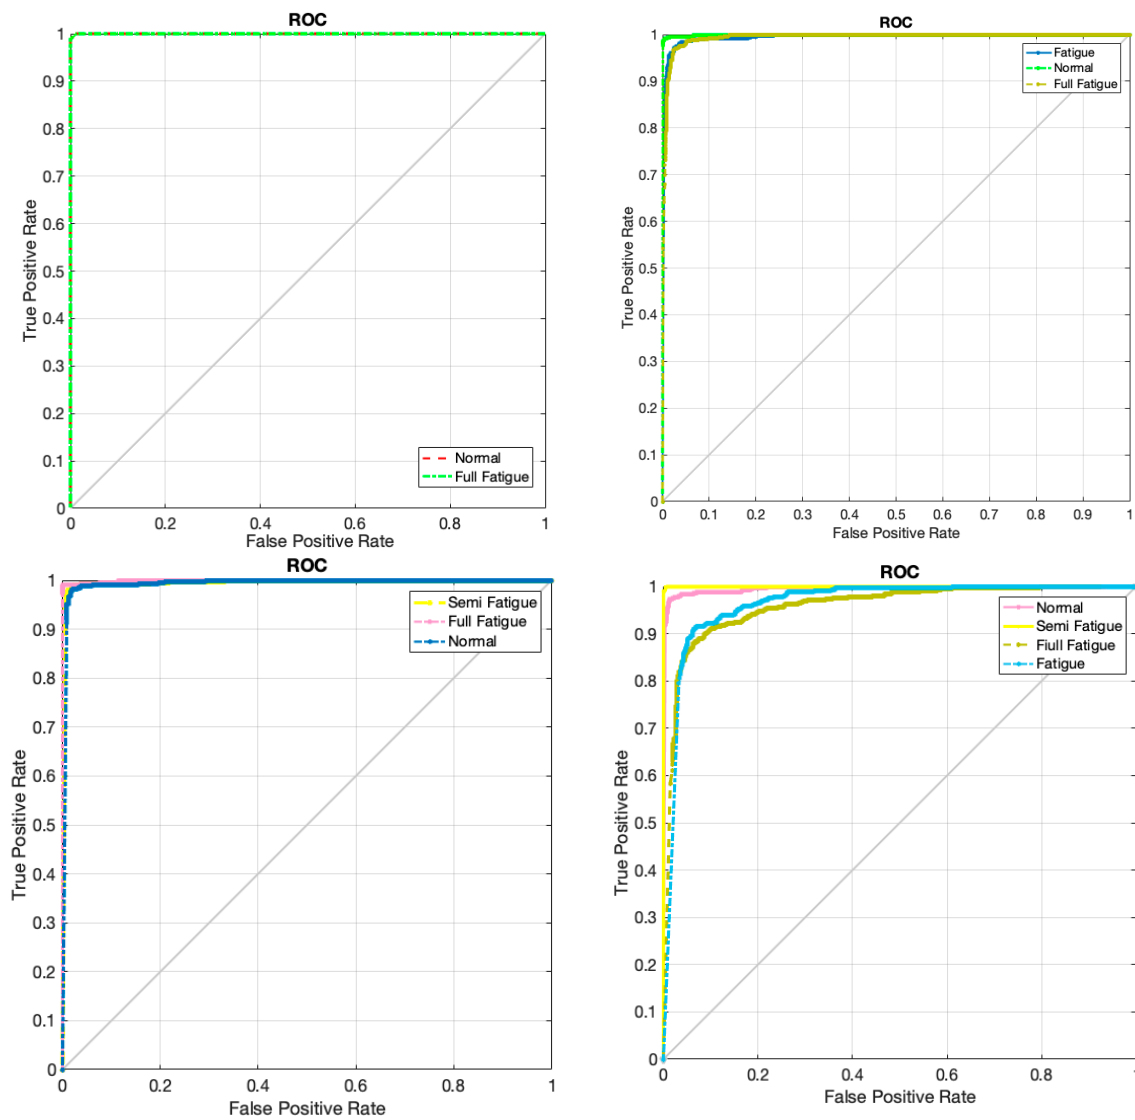 ROC
1
0.9
0.8
0.7
0.6
0.5
0.4
0.3
0.2
0.1
0
True Positive Rate
Normal
Full Fatigue
0 0.2 0.4 0.6 0.8 1
False Positive Rate
ROC
1
0.9
0.8
0.7
0.6
0.5
0.4
0.3
0.2
0.1
0
True Positive Rate
Fatigue
Normal
Full Fatigue
0 0.1 0.2 0.3 0.4 0.5 0.6 0.7 0.8 0.9 1
False Positive Rate
ROC
1
0.9
0.8
0.7
0.6
0.5
0.4
0.3
0.2
0.1
0
True Positive Rate
Semi Fatigue
Full Fatigue
Normal
0 0.2 0.4 0.6 0.8 1
False Positive Rate
ROC
1
0.9
0.8
0.7
0.6
0.5
0.4
0.3
0.2
0.1
0
True Positive Rate
Normal
Semi Fatigue
Fiull Fatigue
Fatigue
0 0.2 0.4 0.6 0.8 1
False Positive Rate